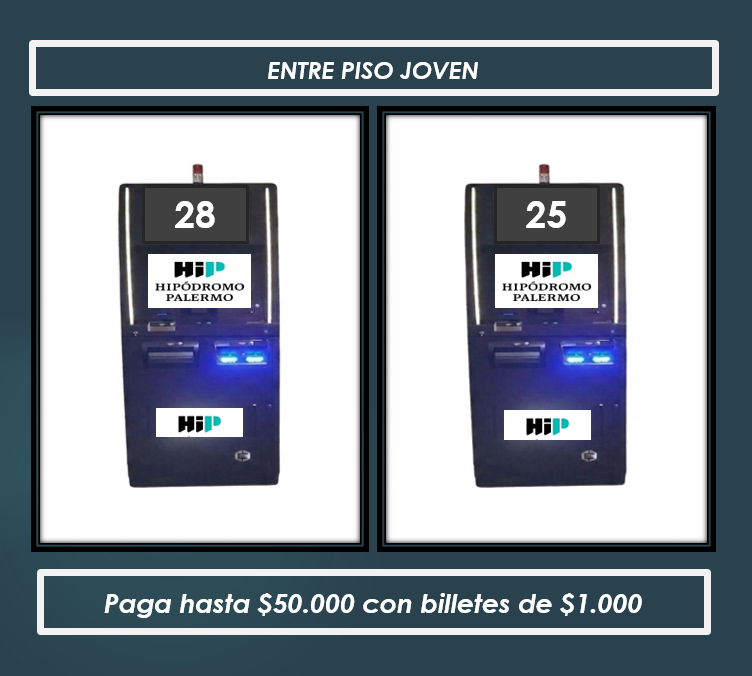 ENTRE PISO JOVEN
28
HiP
HIPÓDROMO
PALERMO
HiP
25
HiP
HIPÓDROMO
PALERMO
HiP
Paga hasta $50.000 con billetes de $1.000